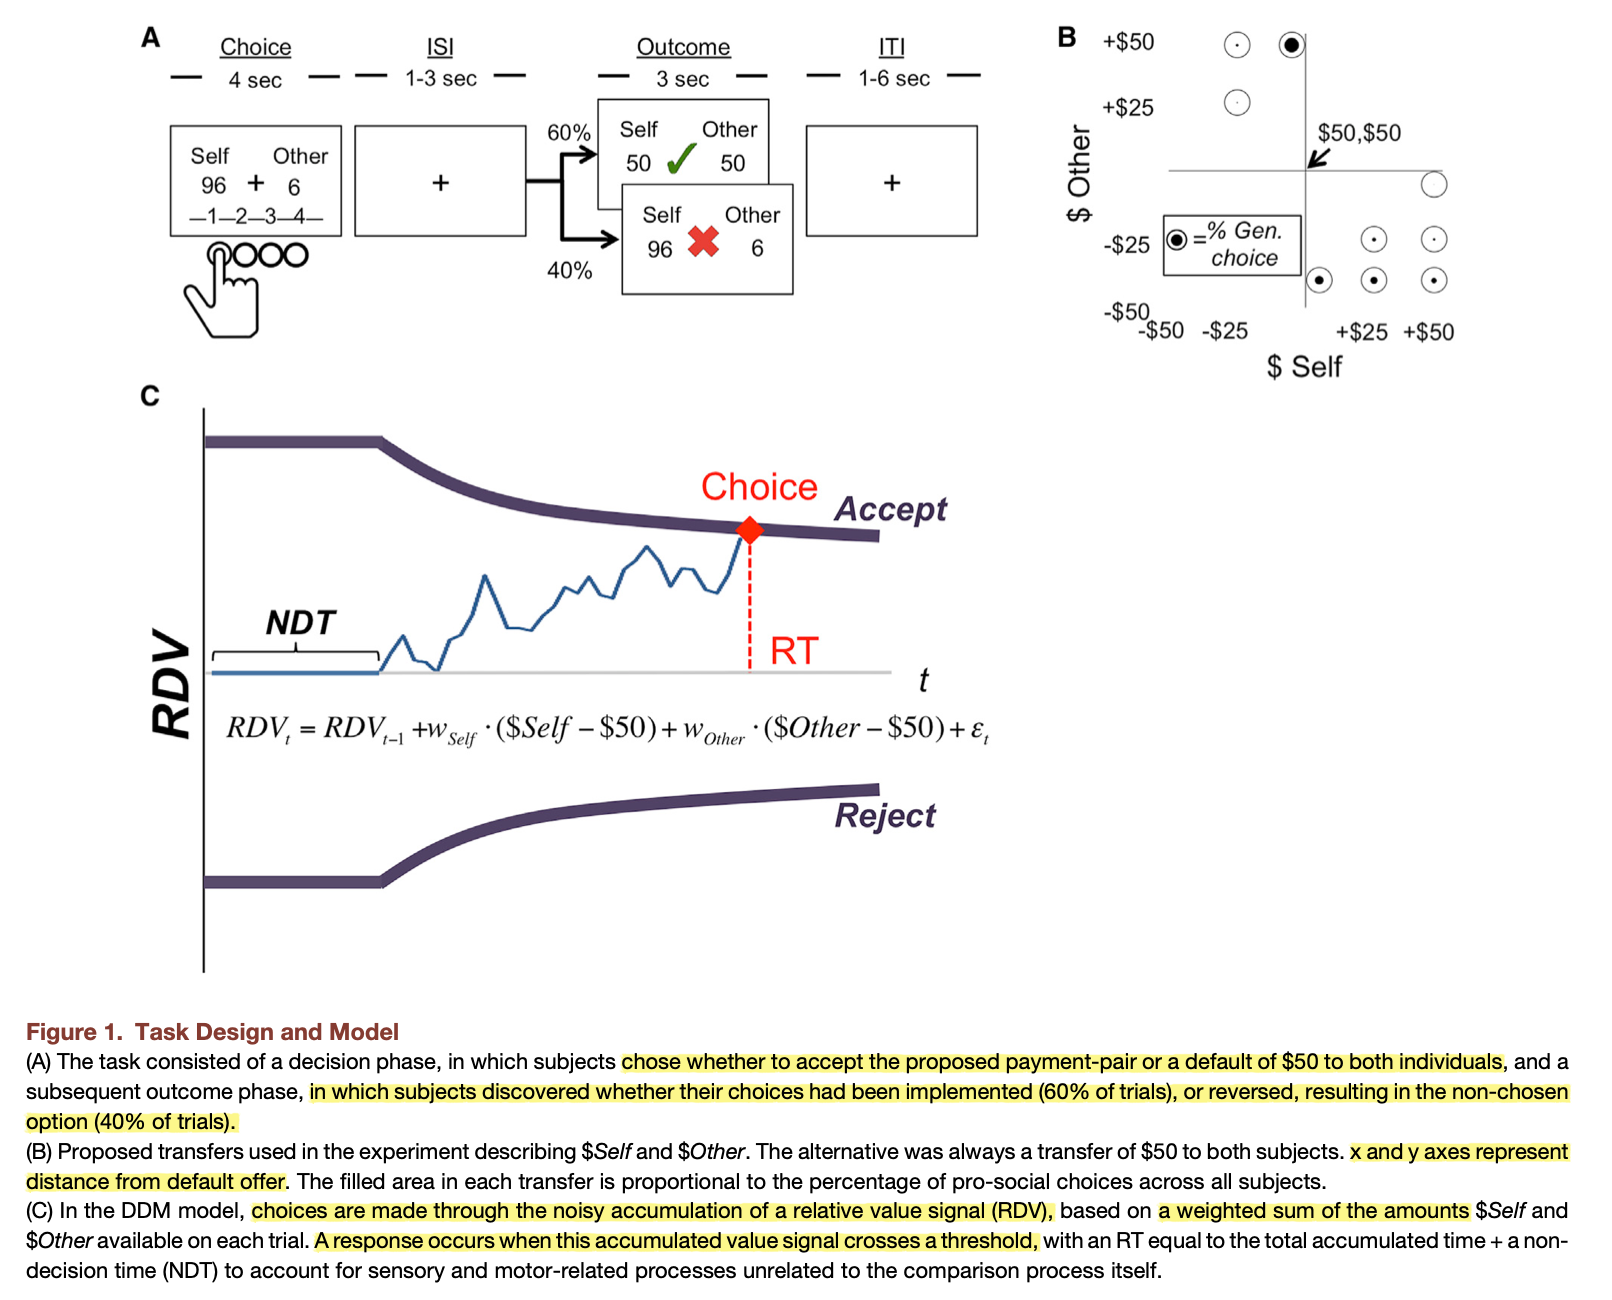 A
Choice
4 sec
ISI
1-3 sec
Outcome
3 sec
ITI
1-6 sec
Self Other
96 + 6
1 2 3 4
+
60%
40%
Self Other
50 ✓ 50
Self Other
96 ✖ 6
+
B
+$50
+$25
-$25
-$50
$ Other
$50,$50
=% Gen.
choice
-$50 -$25 +$25 +$50
$ Self
C
Choice
Accept
NDT
RT
t
RDV
RDVt = RDVt−1 +wSelf ·($Self − $50) + wOther ·($Other − $50) + εt
Reject
Figure 1. Task Design and Model
(A) The task consisted of a decision phase, in which subjects chose whether to accept the proposed payment-pair or a default of $50 to both individuals, and a
subsequent outcome phase, in which subjects discovered whether their choices had been implemented (60% of trials), or reversed, resulting in the non-chosen
option (40% of trials).
(B) Proposed transfers used in the experiment describing $Self and $Other. The alternative was always a transfer of $50 to both subjects. x and y axes represent
distance from default offer. The filled area in each transfer is proportional to the percentage of pro-social choices across all subjects.
(C) In the DDM model, choices are made through the noisy accumulation of a relative value signal (RDV), based on a weighted sum of the amounts $Self and
$Other available on each trial. A response occurs when this accumulated value signal crosses a threshold, with an RT equal to the total accumulated time + a non-
decision time (NDT) to account for sensory and motor-related processes unrelated to the comparison process itself.